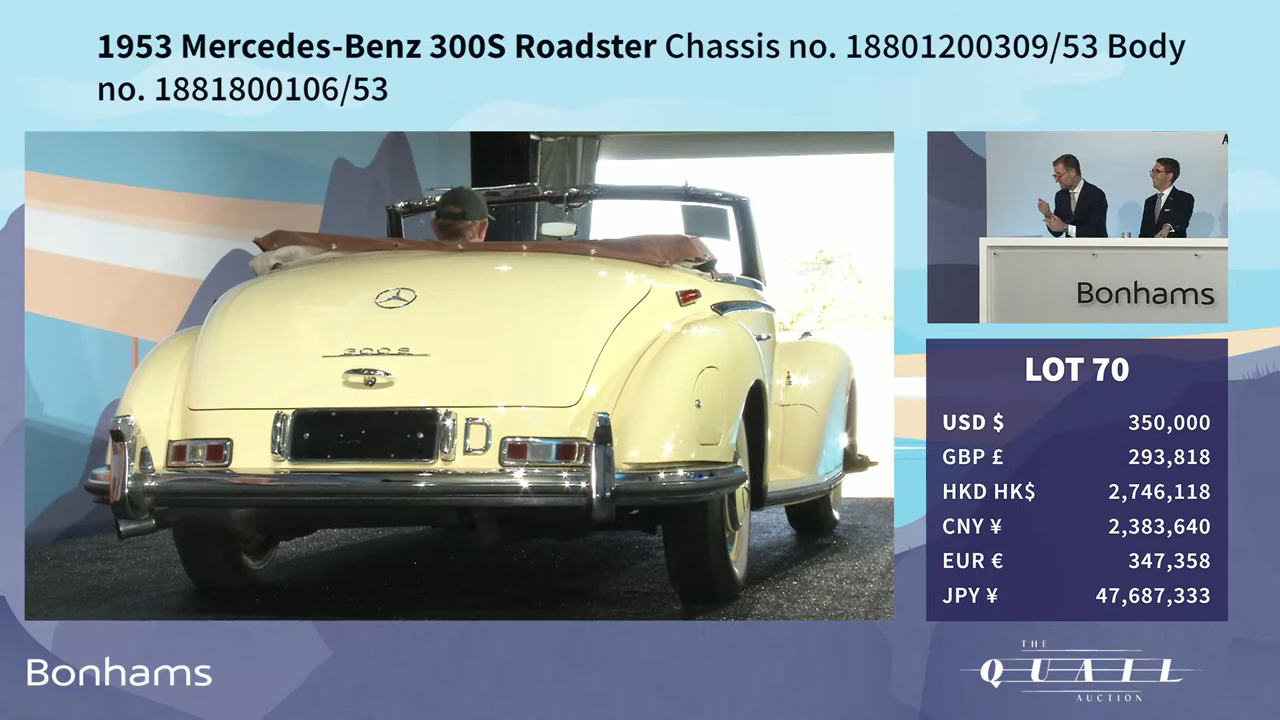 1953 Mercedes-Benz 300S Roadster Chassis no. 18801200309/53 Body
no. 1881800106/53
A
Bonhams
300S
D
LOT 70
USD $ 350,000
GBP £ 293,818
HKD HK$ 2,746,118
CNY ¥ 2,383,640
EUR € 347,358
JPY ¥ 47,687,333
Bonhams
THE
QUAIL
AUCTION